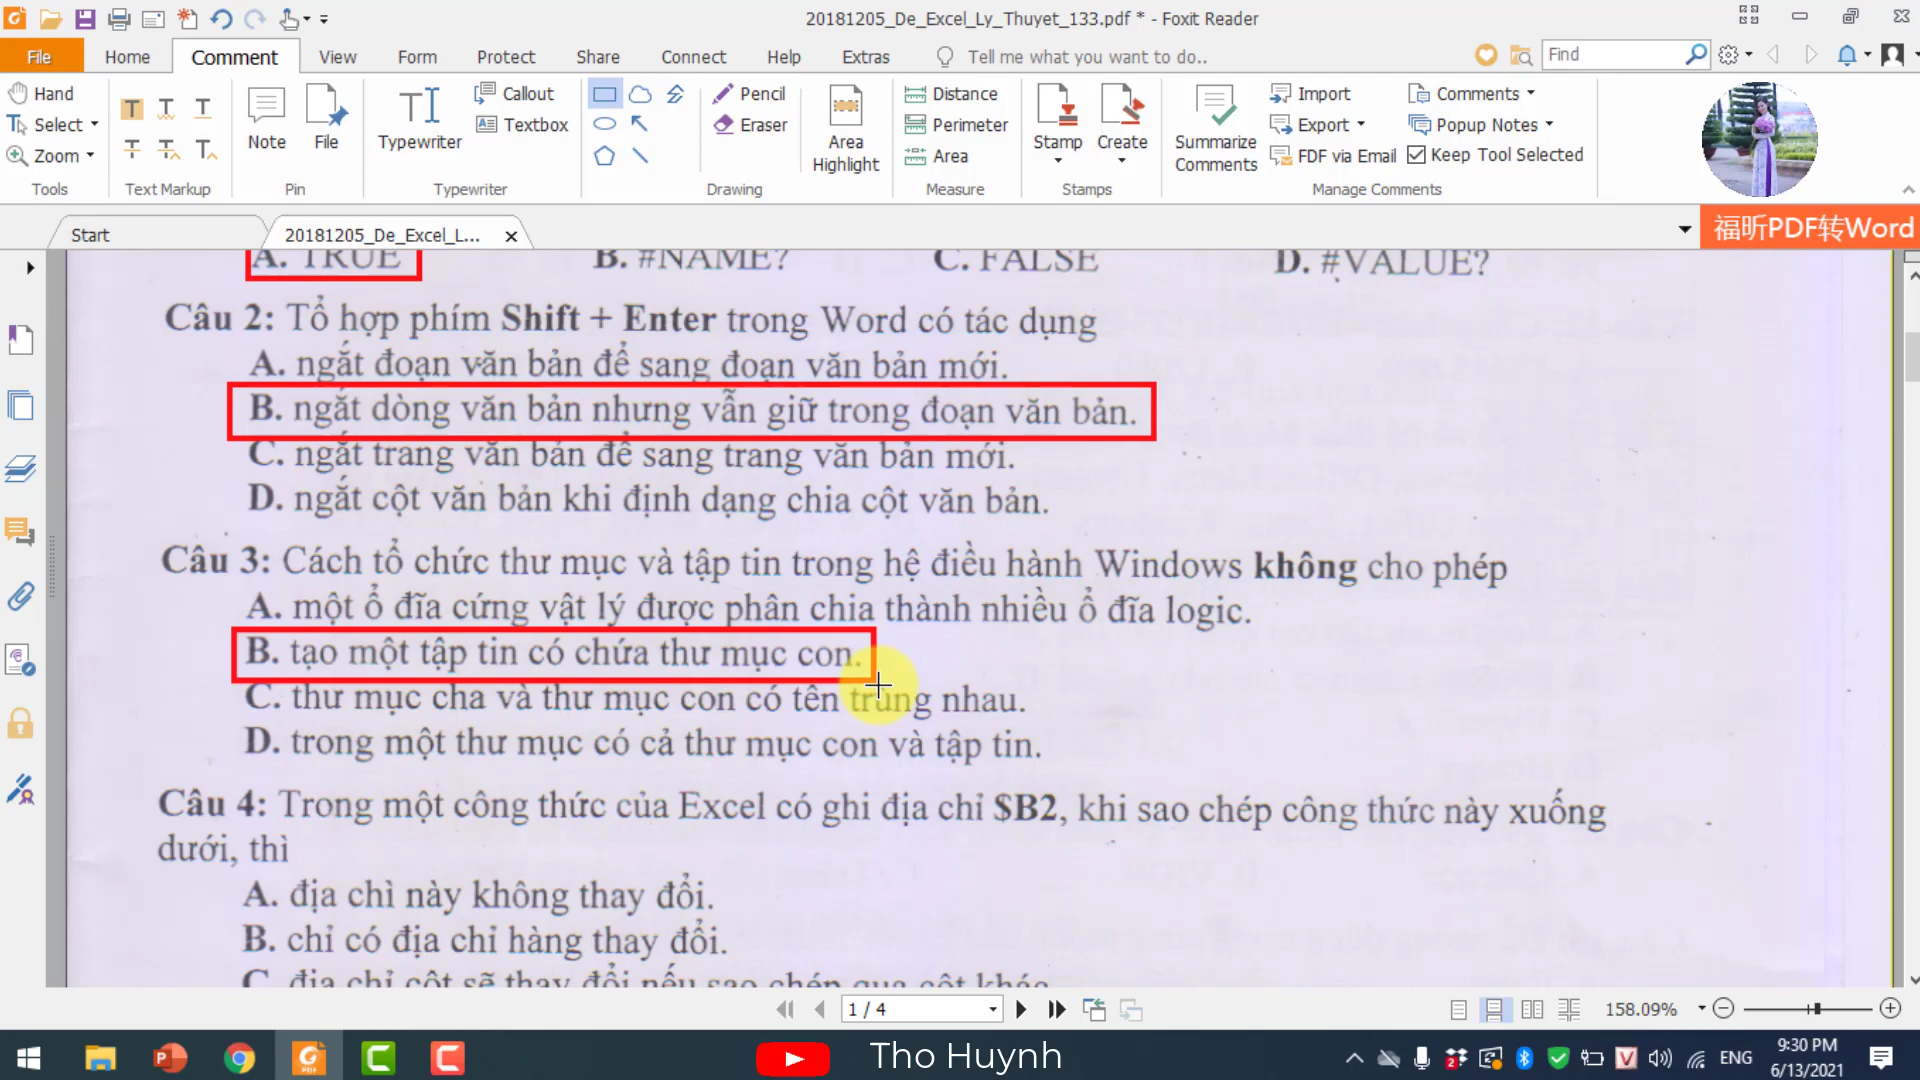 20181205_De_Excel_Ly_Thuyet_133.pdf * - Foxit Reader
File Home Comment View Form Protect Share Connect Help Extras Tell me what you want to do.. Find
Hand
Select
Zoom
Tools
Text Markup
Note
File
Pin
Typewriter
Callout
Textbox
Typewriter
Pencil
Eraser
Drawing
Area
Highlight
Distance
Perimeter
Area
Measure
Stamp
Create
Stamps
Summarize
Comments
Import
Export
FDF via Email
Comments
Popup Notes
Keep Tool Selected
Manage Comments
Start
20181205_De_Excel_L...
福昕PDF转Word
A. TRUE B. #NAME? C. FALSE D. #VALUE?
Câu 2: Tổ hợp phím Shift + Enter trong Word có tác dụng
A. ngắt đoạn văn bản để sang đoạn văn bản mới.
B. ngắt dòng văn bản nhưng vẫn giữ trong đoạn văn bản.
C. ngắt trang văn bản để sang trang văn bản mới.
D. ngắt cột văn bản khi định dạng chia cột văn bản.
Câu 3: Cách tổ chức thư mục và tập tin trong hệ điều hành Windows không cho phép
A. một ổ đĩa cứng vật lý được phân chia thành nhiều ổ đĩa logic.
B. tạo một tập tin có chứa thư mục con.
C. thư mục cha và thư mục con có tên trùng nhau.
D. trong một thư mục có cả thư mục con và tập tin.
Câu 4: Trong một công thức của Excel có ghi địa chỉ $B2, khi sao chép công thức này xuống
dưới, thì
A. địa chì này không thay đổi.
B. chỉ có địa chỉ hàng thay đổi.
C. địa chỉ cột sẽ thay đổi nếu sao chép qua cột khác
1 / 4
158.09%
Tho Huynh
ENG
9:30 PM
6/13/2021